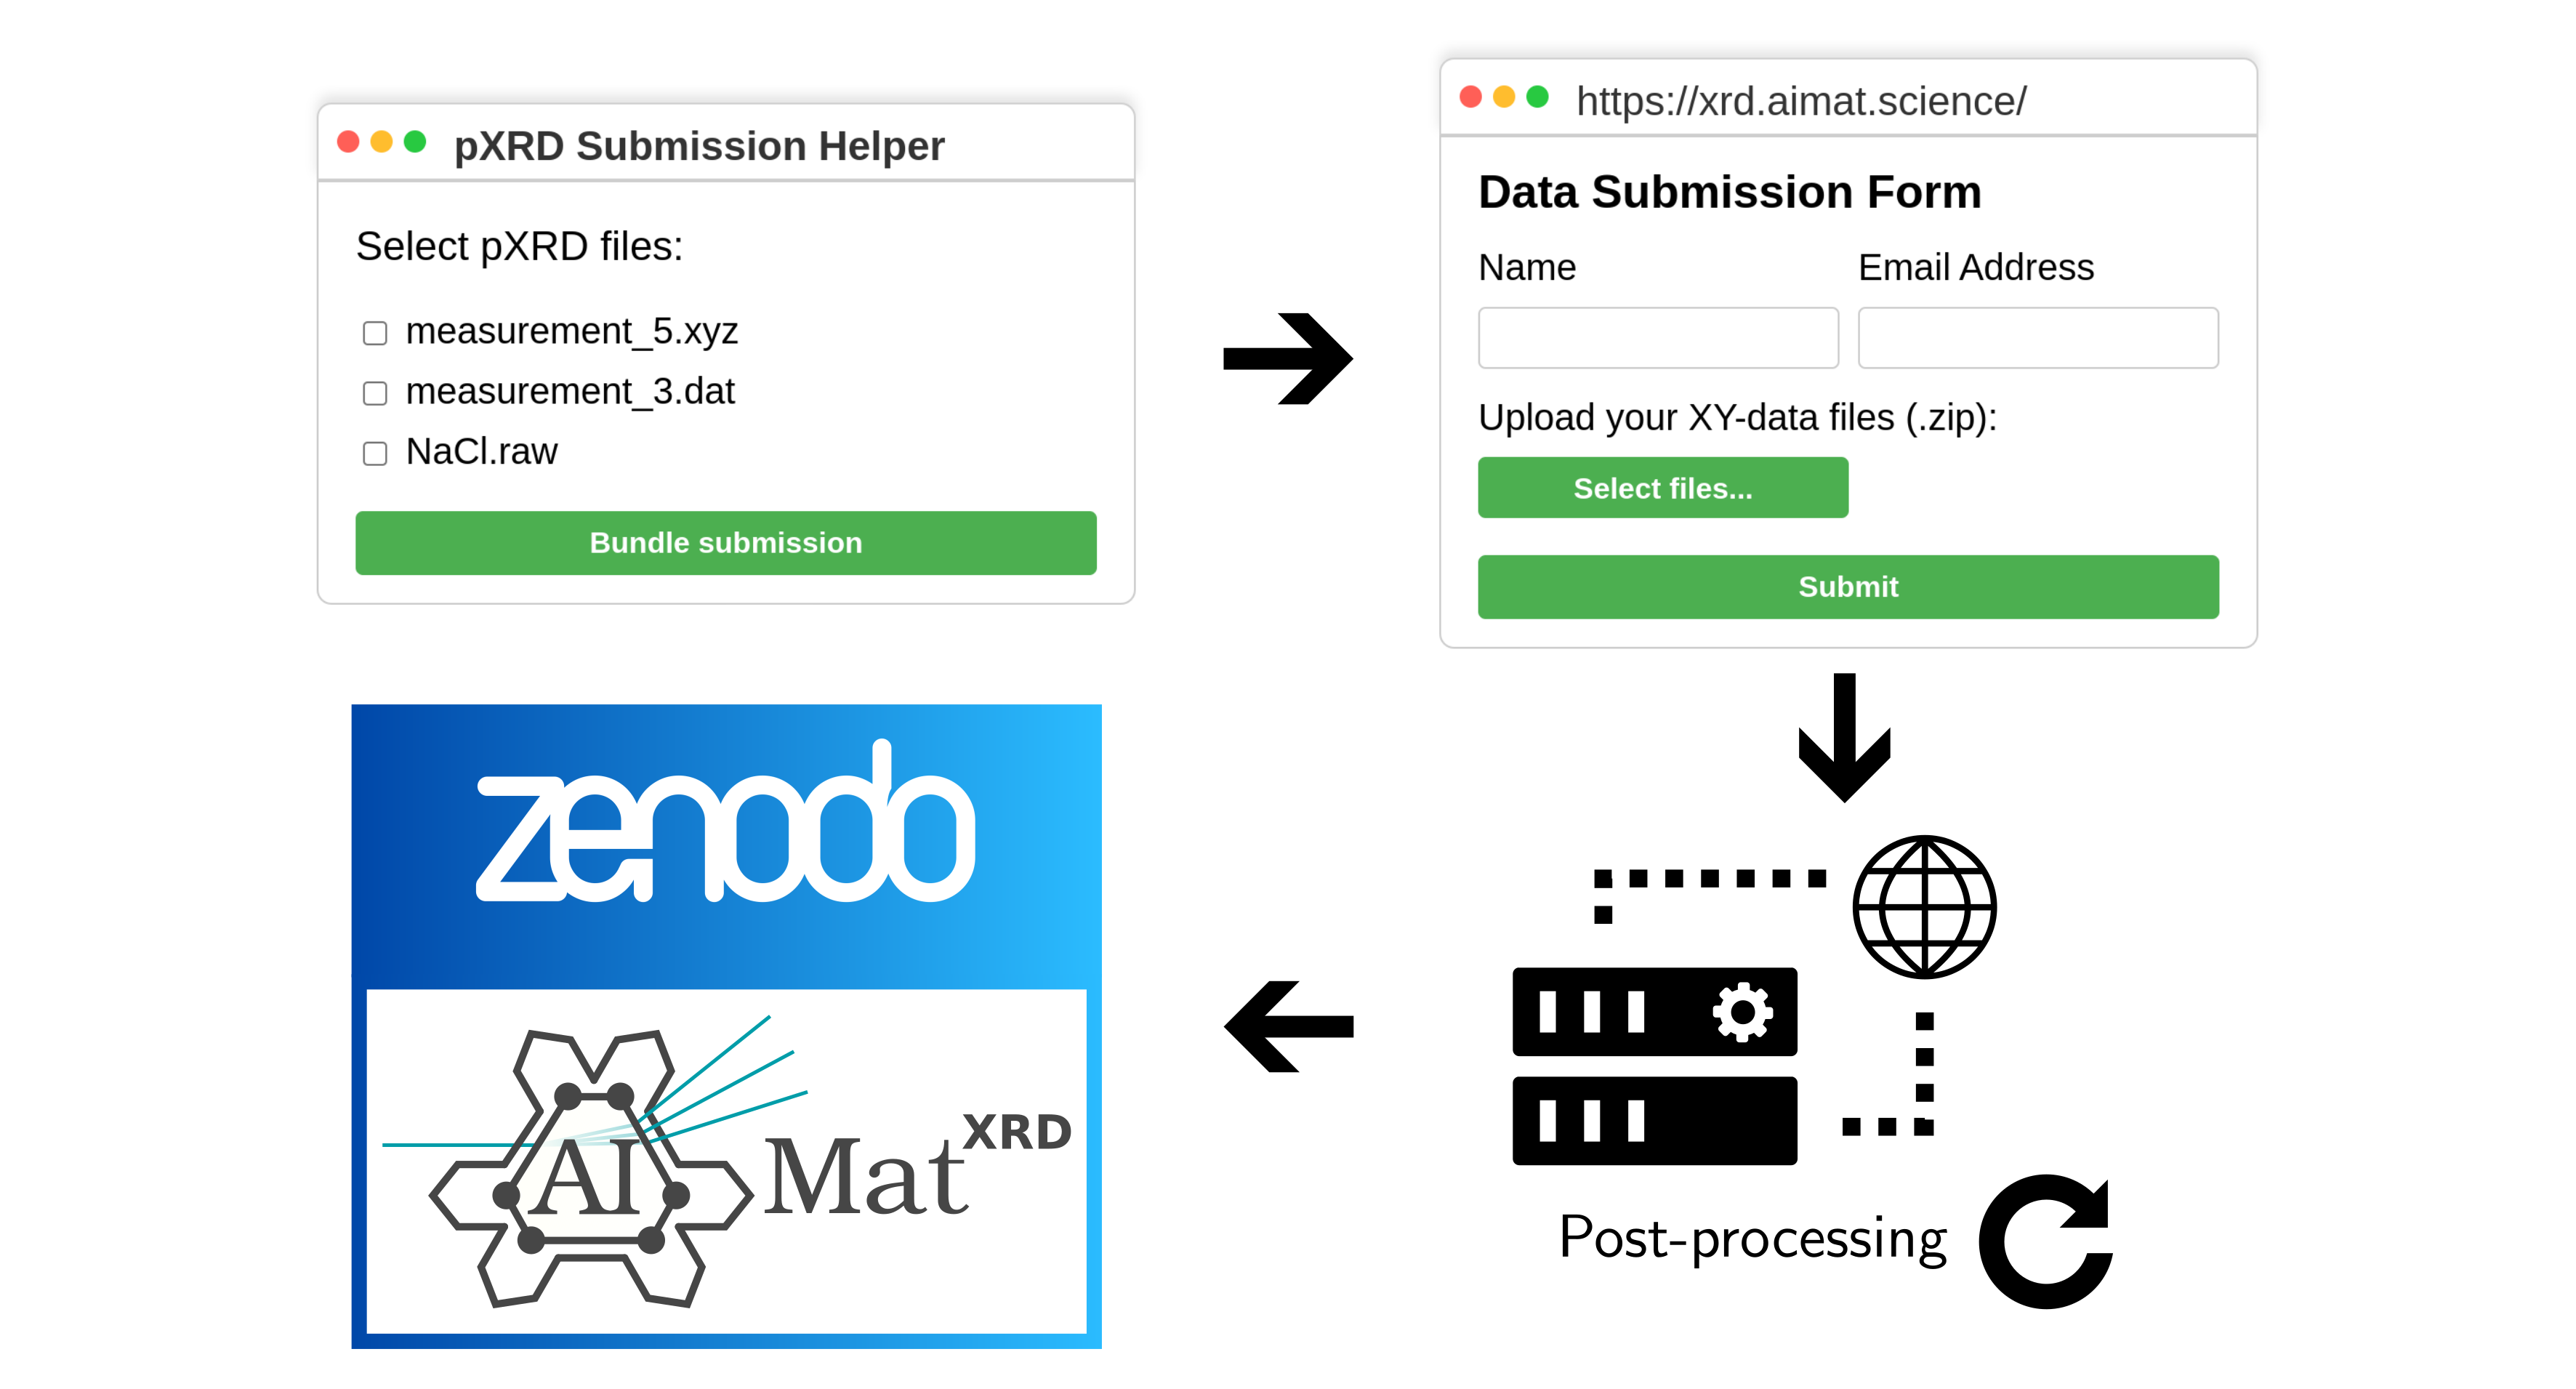 pXRD Submission Helper
Select pXRD files:
measurement_5.xyz
measurement_3.dat
NaCl.raw
Bundle submission
https://xrd.aimat.science/
Data Submission Form
Name
Email Address
Upload your XY-data files (.zip):
Select files...
Submit
zenodo
AI Mat XRD
Post-processing